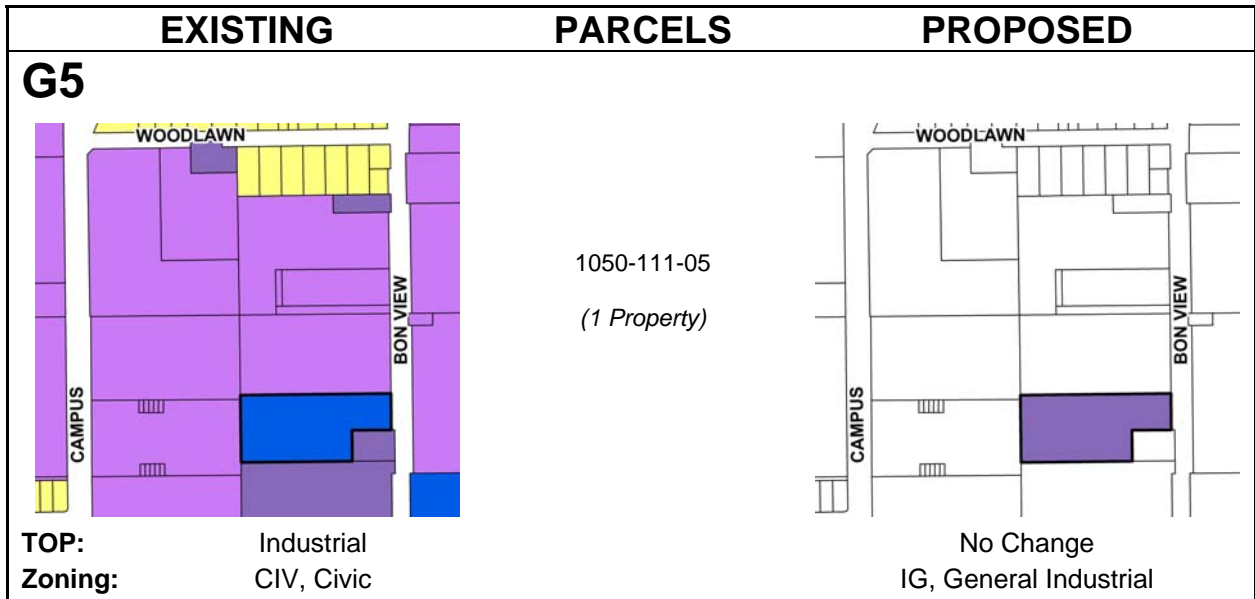 EXISTING PARCELS PROPOSED
G5
WOODLAWN
BON VIEW
CAMPUS
1050-111-05
(1 Property)
WOODLAWN
BON VIEW
CAMPUS
TOP: Industrial No Change
Zoning: CIV, Civic IG, General Industrial